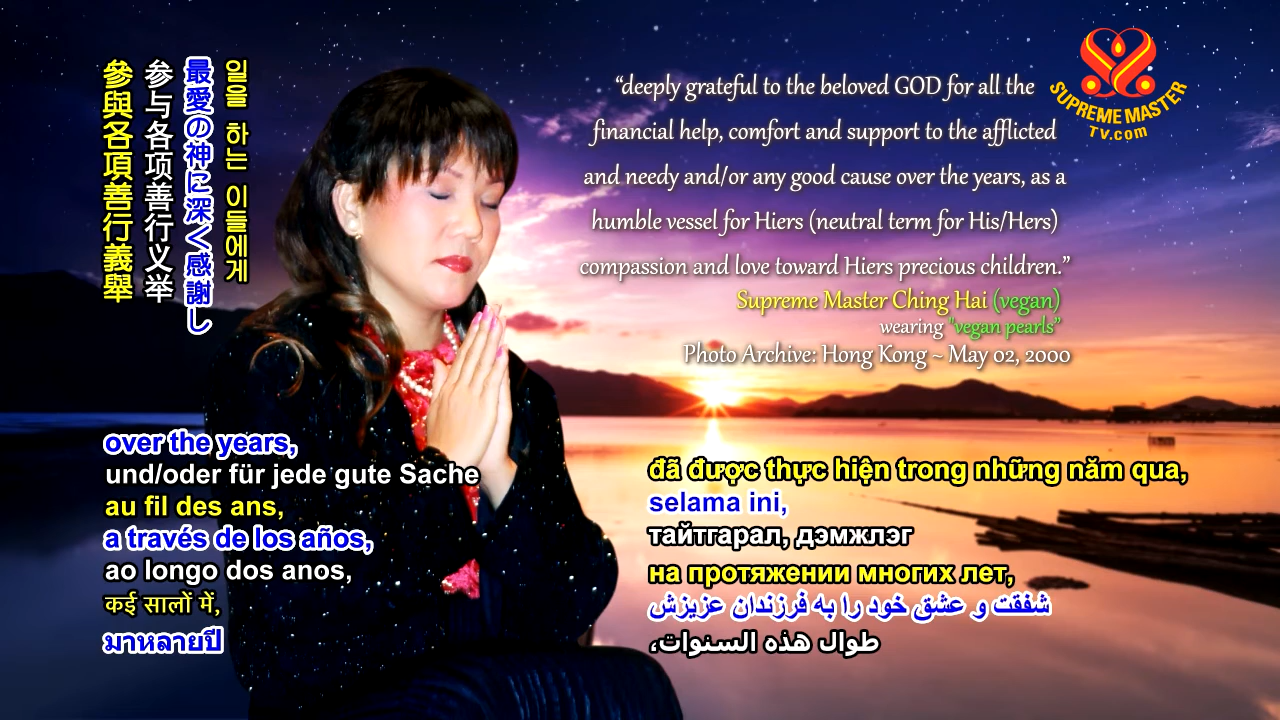 參與各項善行義舉
参与各项善行义举
最愛の神に深く感謝し
일을 하는 이들에게
“deeply grateful to the beloved GOD for all the
financial help, comfort and support to the afflicted
and needy and/or any good cause over the years, as a
humble vessel for Hiers (neutral term for His/Hers)
compassion and love toward Hiers precious children.”
Supreme Master Ching Hai (vegan)
wearing "vegan pearls”
Photo Archive: Hong Kong ~ May 02, 2000
SUPREME MASTER
TV.com
over the years,
und/oder für jede gute Sache
au fil des ans,
a través de los años,
ao longo dos anos,
कई सालों में,
มาหลายปี
đã được thực hiện trong những năm qua,
selama ini,
тайтгарал, дэмжлэг
на протяжении многих лет,
شفقت و عشق خود را به فرزندان عزیزش
طوال هذه السنوات،